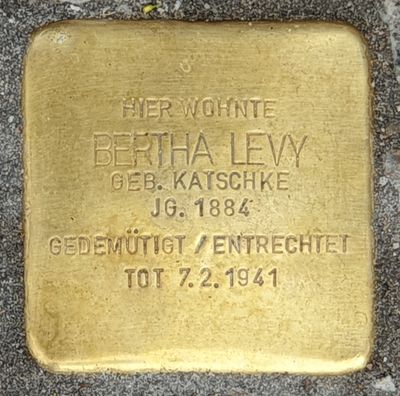 HIER WOHNTE
BERTHA LEVY
GEB. KATSCHKE
JG. 1884
GEDEMÜTIGT / ENTRECHTET
TOT 7.2.1941